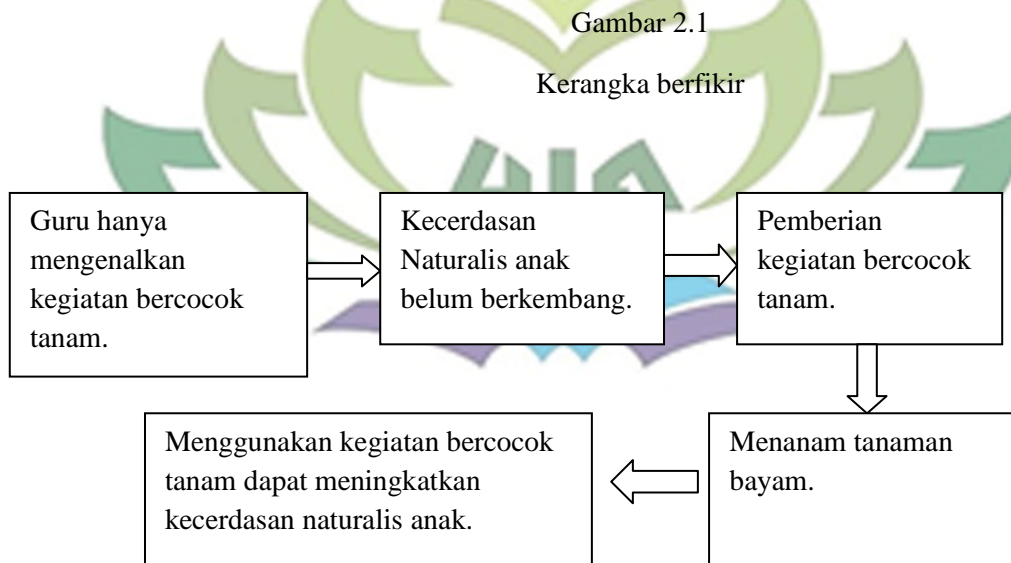 Gambar 2.1
Kerangka berfikir
Guru hanya
mengenalkan
kegiatan bercocok
tanam.
Kecerdasan
Naturalis anak
belum berkembang.
Pemberian
kegiatan bercocok
tanam.
Menanam tanaman
bayam.
Menggunakan kegiatan bercocok
tanam dapat meningkatkan
kecerdasan naturalis anak.